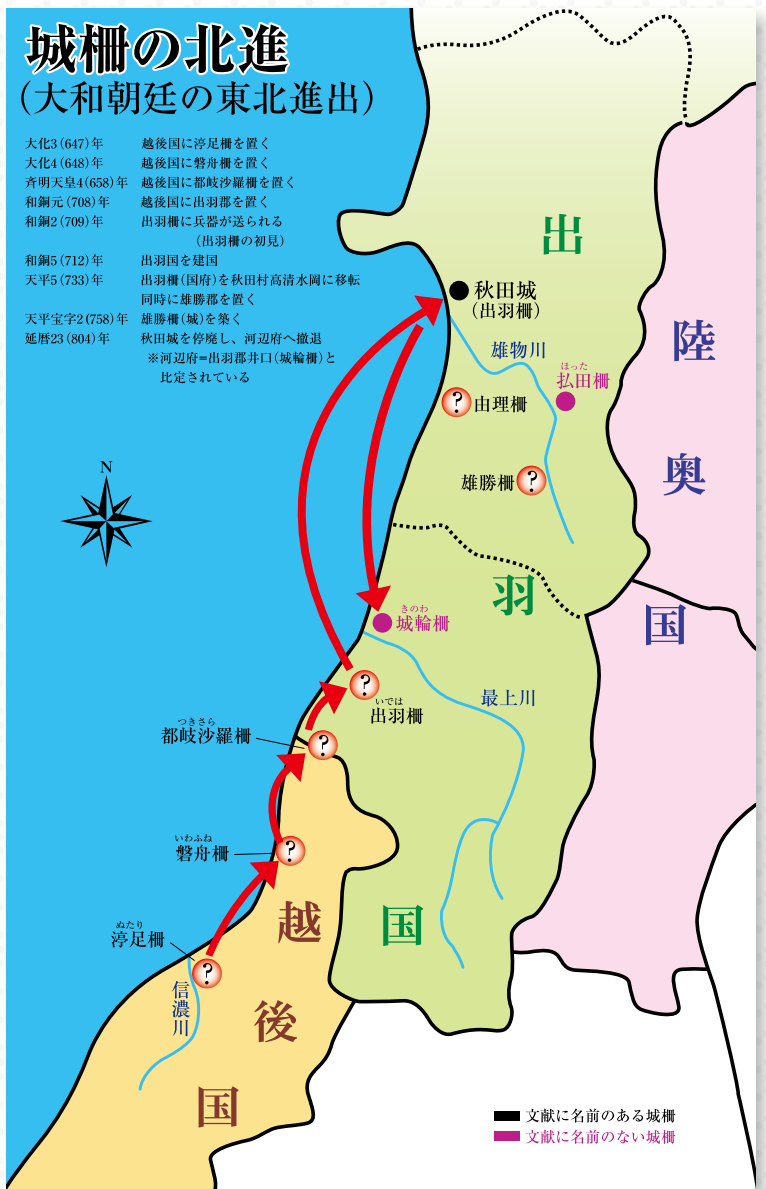 城柵の北進
(大和朝廷の東北進出)
大化3(647)年 越後国に渟足柵を置く
大化4(648)年 越後国に磐舟柵を置く
斉明天皇4(658)年 越後国に都岐沙羅柵を置く
和銅元(708)年 越後国に出羽郡を置く
和銅2(709)年 出羽柵に兵器が送られる
(出羽柵の初見)
和銅5(712)年 出羽国を建国
天平5(733)年 出羽柵(国府)を秋田村高清水岡に移転
同時に雄勝郡を置く
天平宝字2(758)年 雄勝柵(城)を築く
延暦23(804)年 秋田城を停廃し、河辺府へ撤退
※河辺府=出羽郡井口(城輪柵)と
比定されている
出
秋田城
(出羽柵)
陸
雄物川
ほった
払田柵
?
由理柵
奥
雄勝柵
?
N
羽
きのわ
城輪柵
国
?
いでは
出羽柵
最上川
つきさら
都岐沙羅柵
?
いわふね
磐舟柵
?
越
国
ぬたり
渟足柵
?
信濃川
後
国
文献に名前のある城柵
文献に名前のない城柵